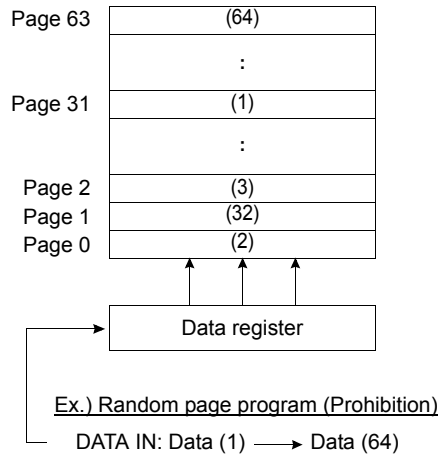 Page 63 (64)
:
Page 31 (1)
:
Page 2 (3)
Page 1 (32)
Page 0 (2)
Data register
Ex.) Random page program (Prohibition)
DATA IN: Data (1) → Data (64)